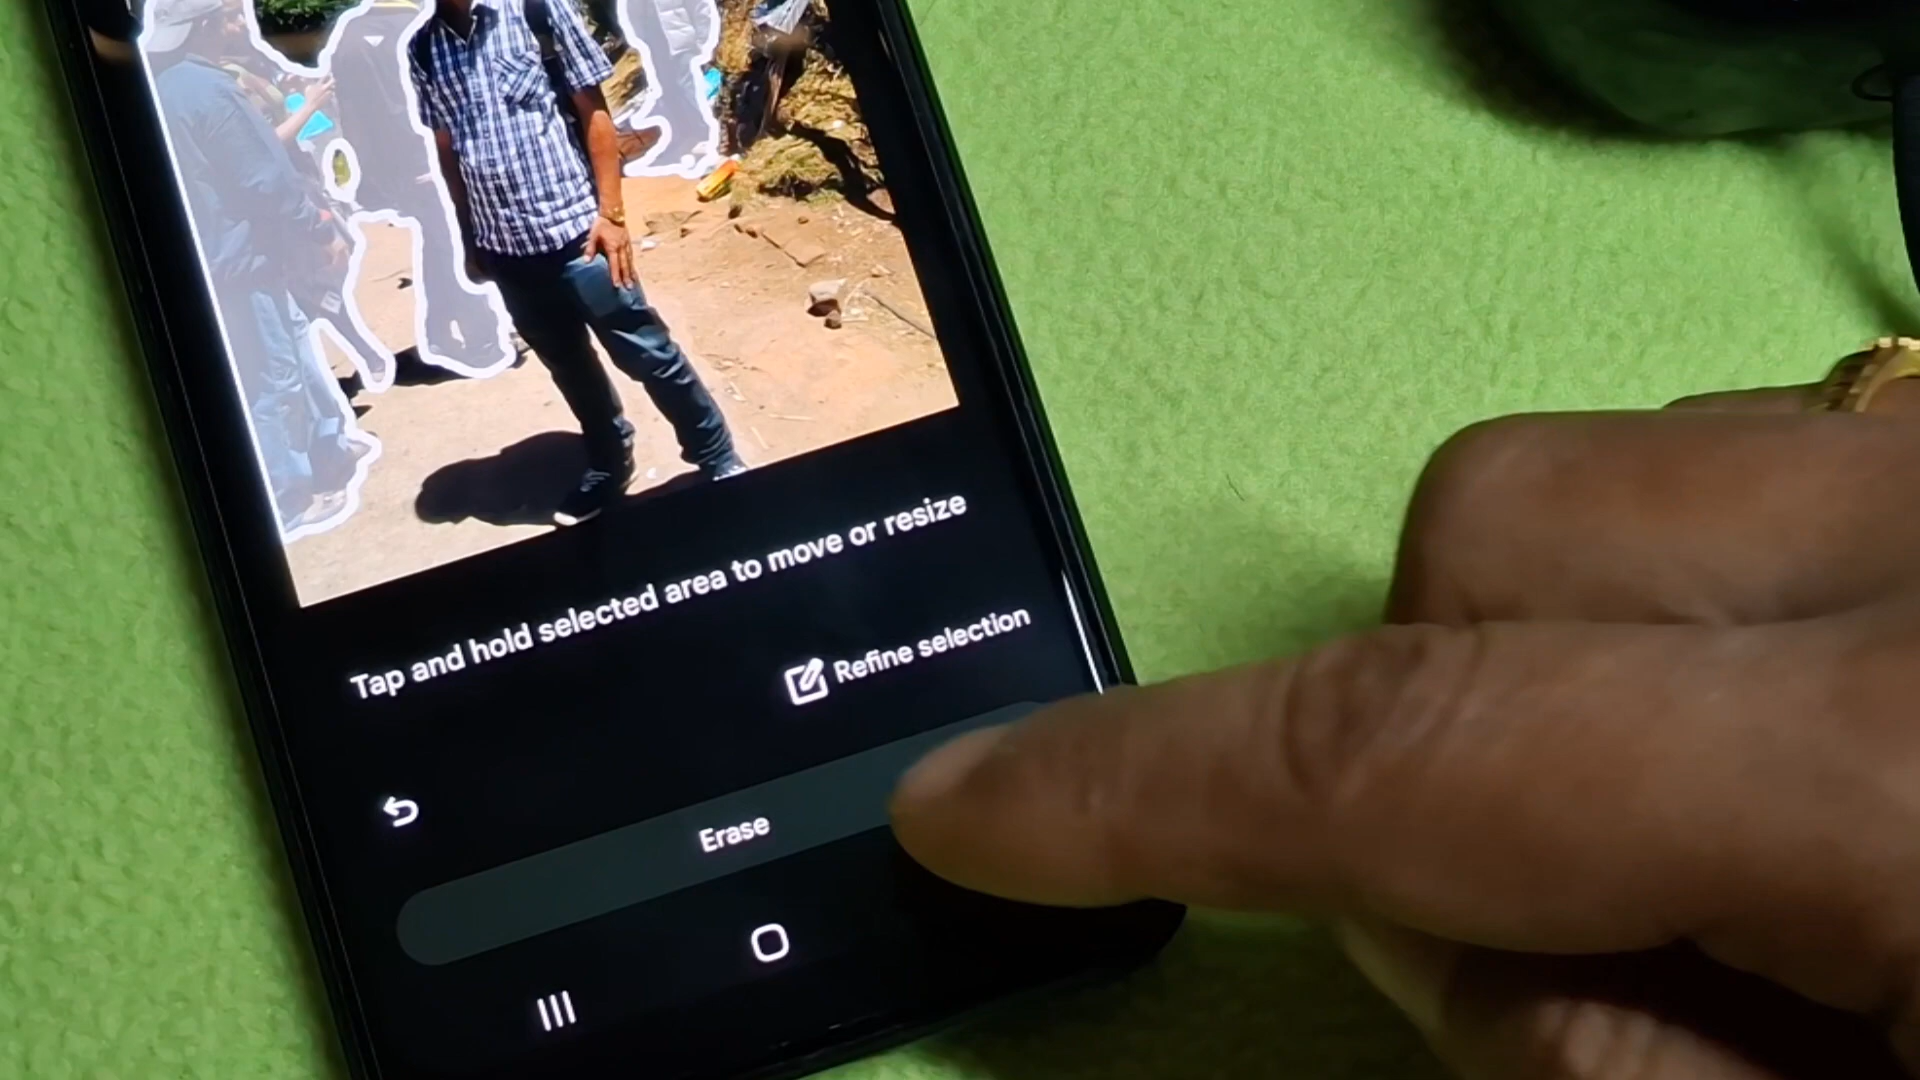 Tap and hold selected area to move or resize
Refine selection
Erase